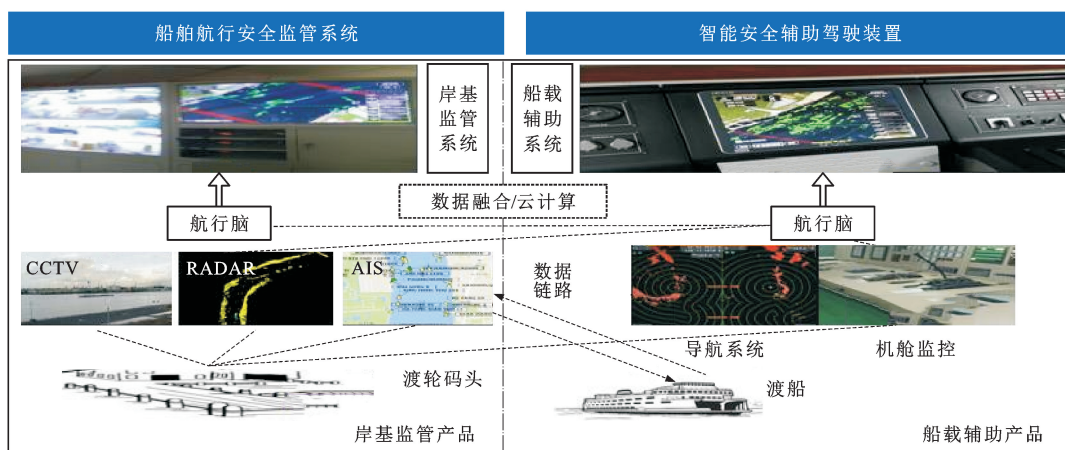 船舶航行安全监管系统
智能安全辅助驾驶装置
岸基
监管
系统
船载
辅助
系统
数据融合/云计算
航行脑
航行脑
CCTV
RADAR
AIS
数据
链路
导航系统
机舱监控
渡轮码头
渡船
岸基监管产品
船载辅助产品